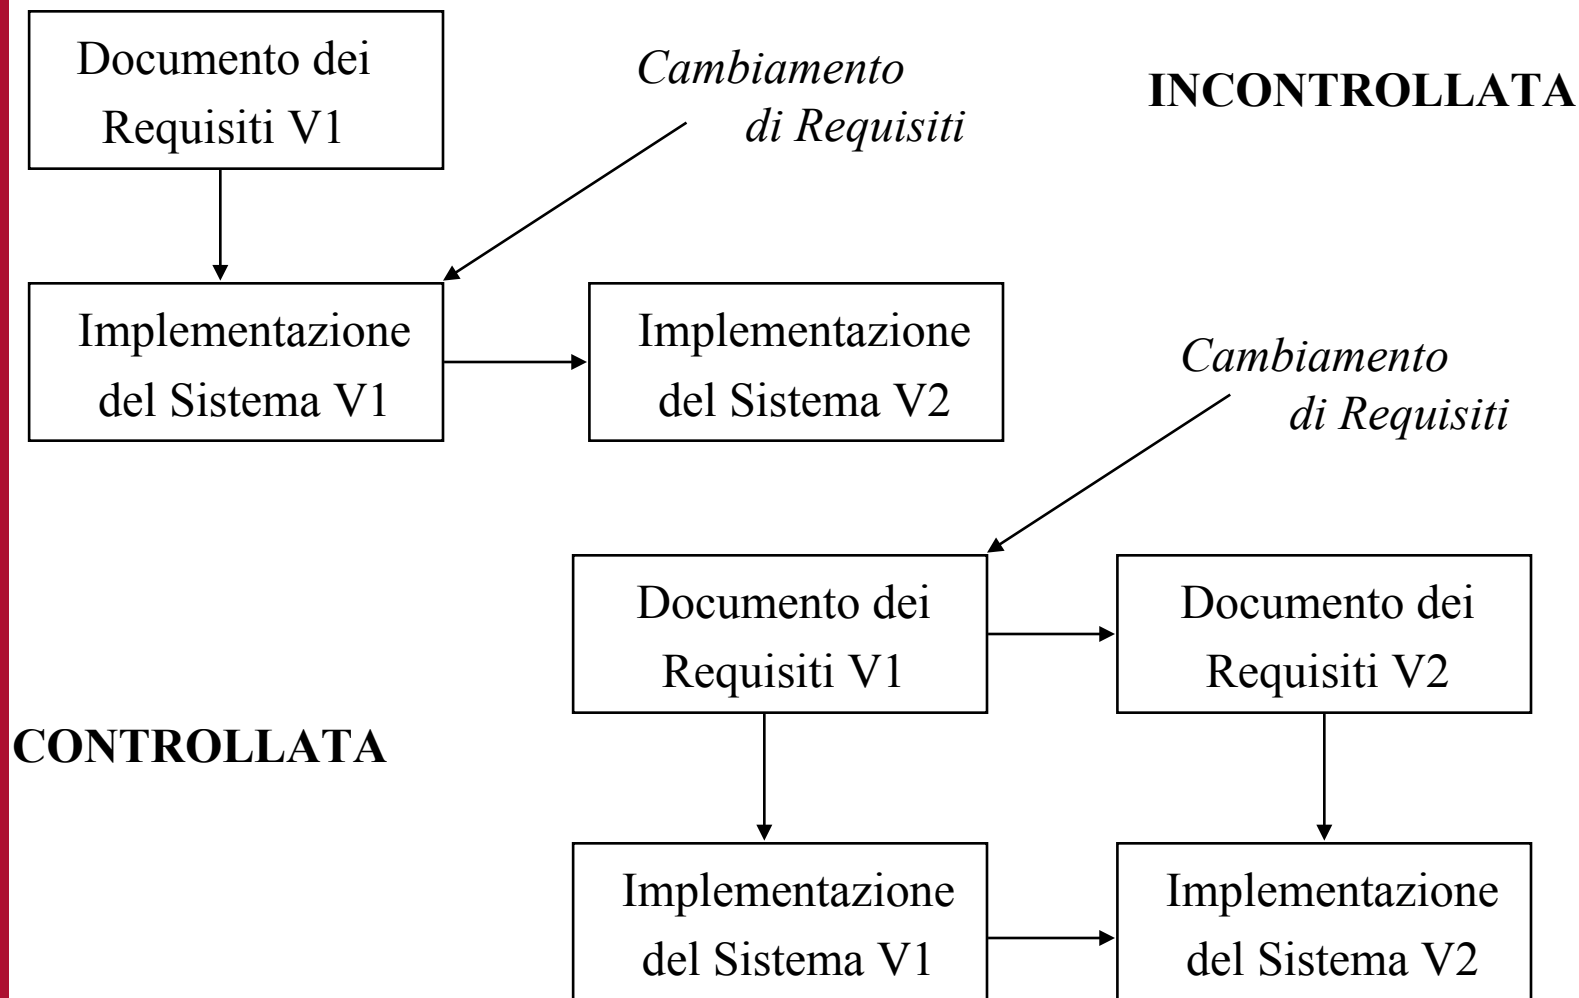 Documento dei
Requisiti V1
Cambiamento
di Requisiti
INCONTROLLATA
Implementazione
del Sistema V1
Implementazione
del Sistema V2
Cambiamento
di Requisiti
Documento dei
Requisiti V1
Documento dei
Requisiti V2
CONTROLLATA
Implementazione
del Sistema V1
Implementazione
del Sistema V2